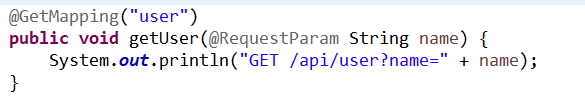 @GetMapping("user")
public void getUser(@RequestParam String name) {
    System.out.println("GET /api/user?name=" + name);
}